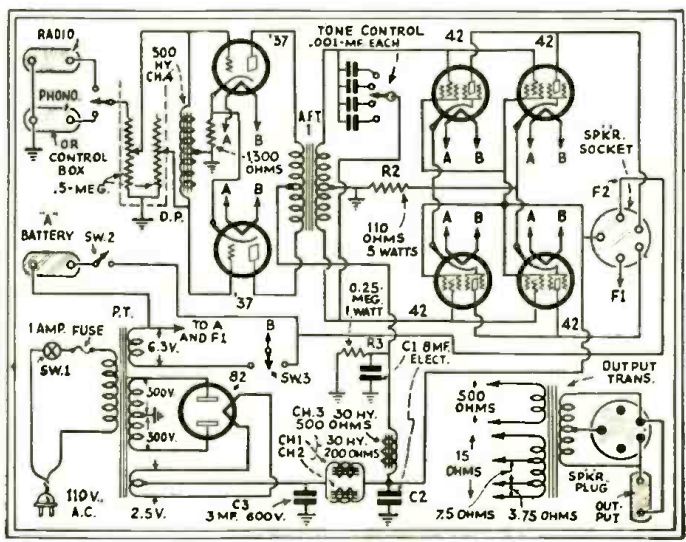 RADIO
PHONO.
OR CONTROL
BOX
.5-MEG.
500
HY.
CH.4
D.P.
'37
A
B
1,300
OHMS
A
B
'37
A.F.T.
1
TONE CONTROL
.001-MF. EACH
R2
110
OHMS
5 WATTS
42
42
A
B
A
B
A
B
A
B
42
42
SPKR.
SOCKET
F2
F1
"A"
BATTERY
SW.2
1 AMP. FUSE
SW.1
P.T.
6.3V.
TO A
AND F1
B
SW.3
0.25-
MEG.
1 WATT
R3
C1 8MF.
ELECT.
300V.
300V.
82
110 V.
A.C.
2.5V.
CH.3 30 HY.
500 OHMS
CH1
CH2
30 HY.
200 OHMS
C3
3 MF. 600V.
C2
OUTPUT
TRANS.
500
OHMS
15
OHMS
7.5 OHMS
3.75 OHMS
SPKR.
PLUG
OUT-
PUT